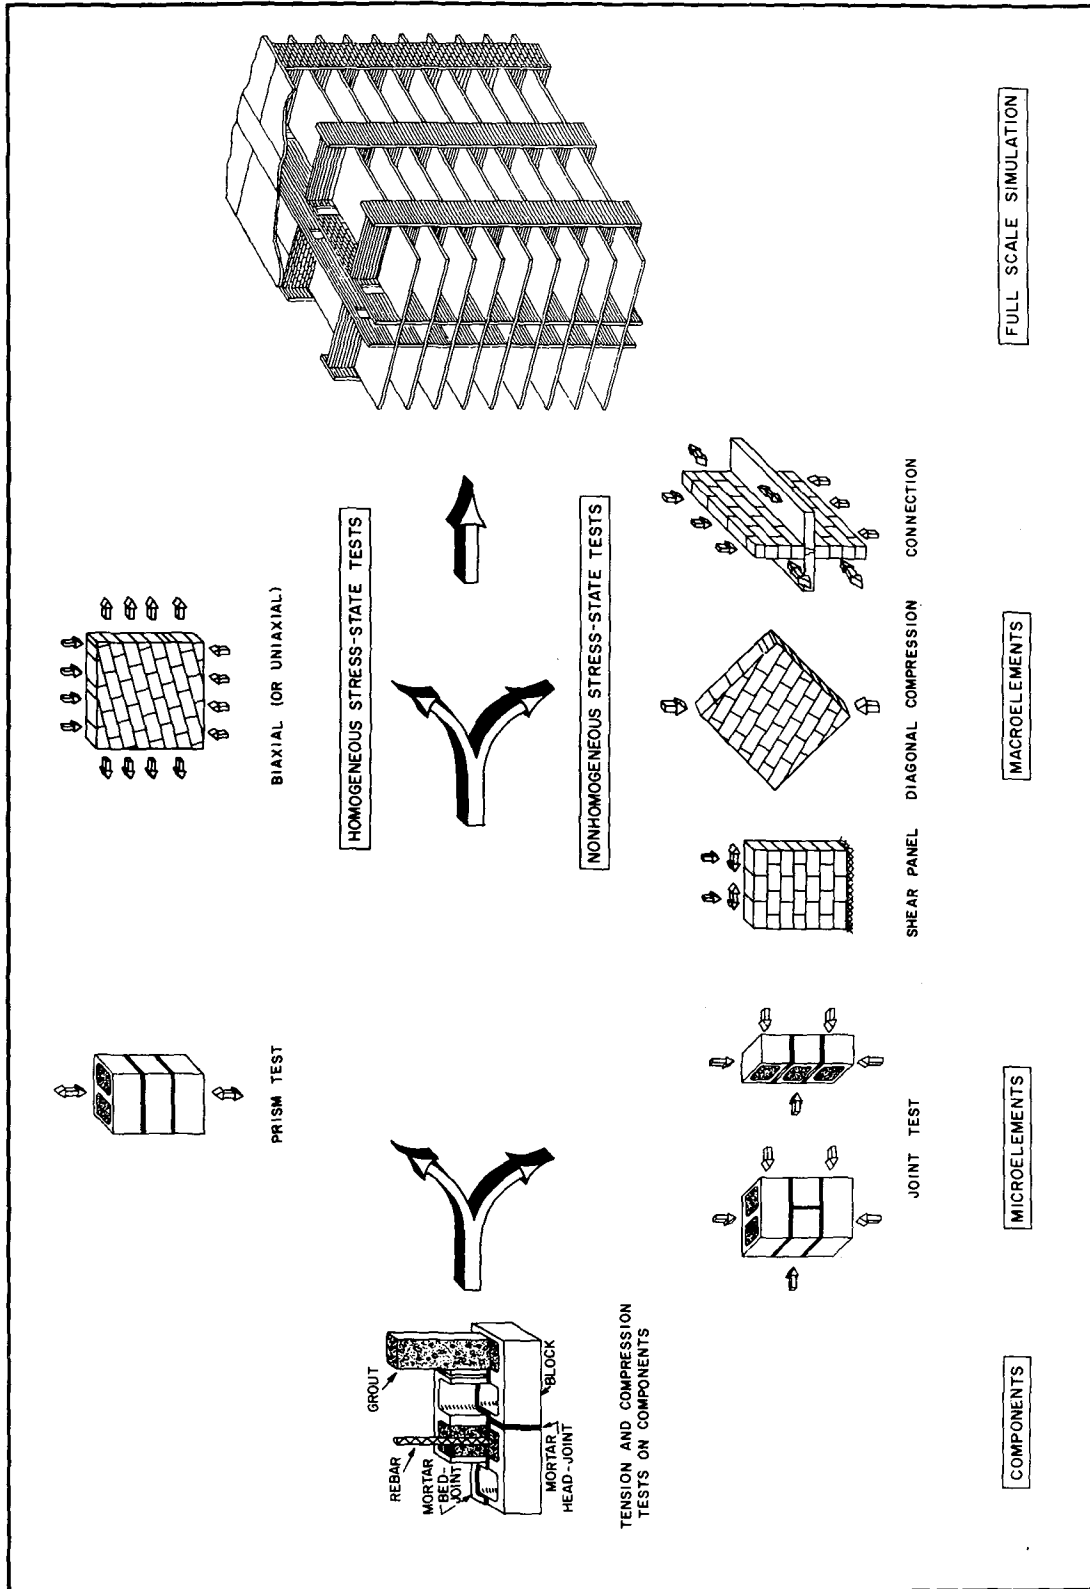 PRISM TEST
BIAXIAL (OR UNIAXIAL)
HOMOGENEOUS STRESS-STATE TESTS
GROUT
REBAR
MORTAR
BED-
JOINT
BLOCK
MORTAR
HEAD-JOINT
TENSION AND COMPRESSION
TESTS ON COMPONENTS
NONHOMOGENEOUS STRESS-STATE TESTS
JOINT TEST
SHEAR PANEL
DIAGONAL COMPRESSION
CONNECTION
COMPONENTS
MICROELEMENTS
MACROELEMENTS
FULL SCALE SIMULATION